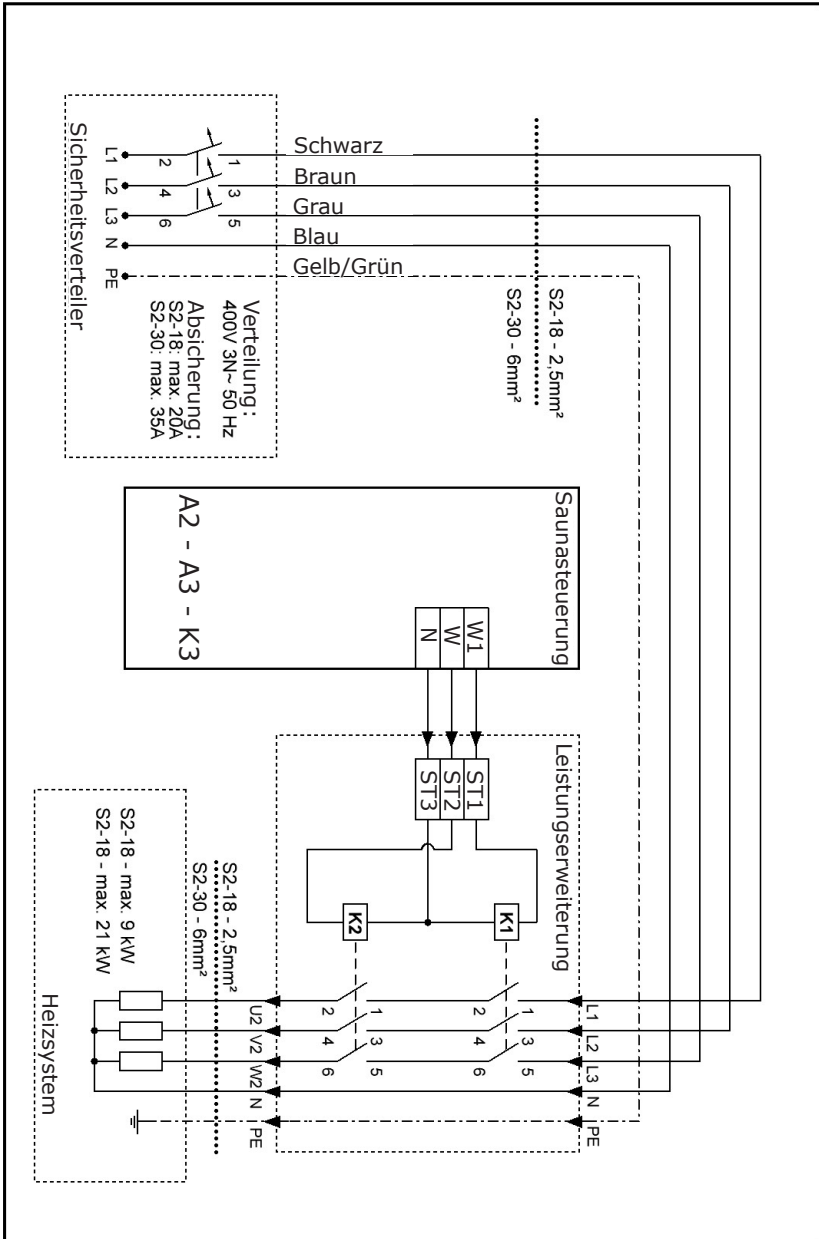 Sicherheitsverteiler
L1
L2
L3
N
PE
2
4
6
1
3
5
Schwarz
Braun
Grau
Blau
Gelb/Grün
Verteilung:
400V 3N~ 50 Hz
Absicherung:
S2-18: max. 20A
S2-30: max. 35A
S2-18 - 2,5mm²
S2-30 - 6mm²
Saunasteuerung
A2 - A3 - K3
W1
W
N
Leistungserweiterung
ST1
ST2
ST3
K1
K2
L1
L2
L3
N
PE
1
3
5
2
4
6
1
3
5
2
4
6
U2
V2
W2
N
PE
S2-18 - 2,5mm²
S2-30 - 6mm²
S2-18 - max. 9 kW
S2-18 - max. 21 kW
Heizsystem